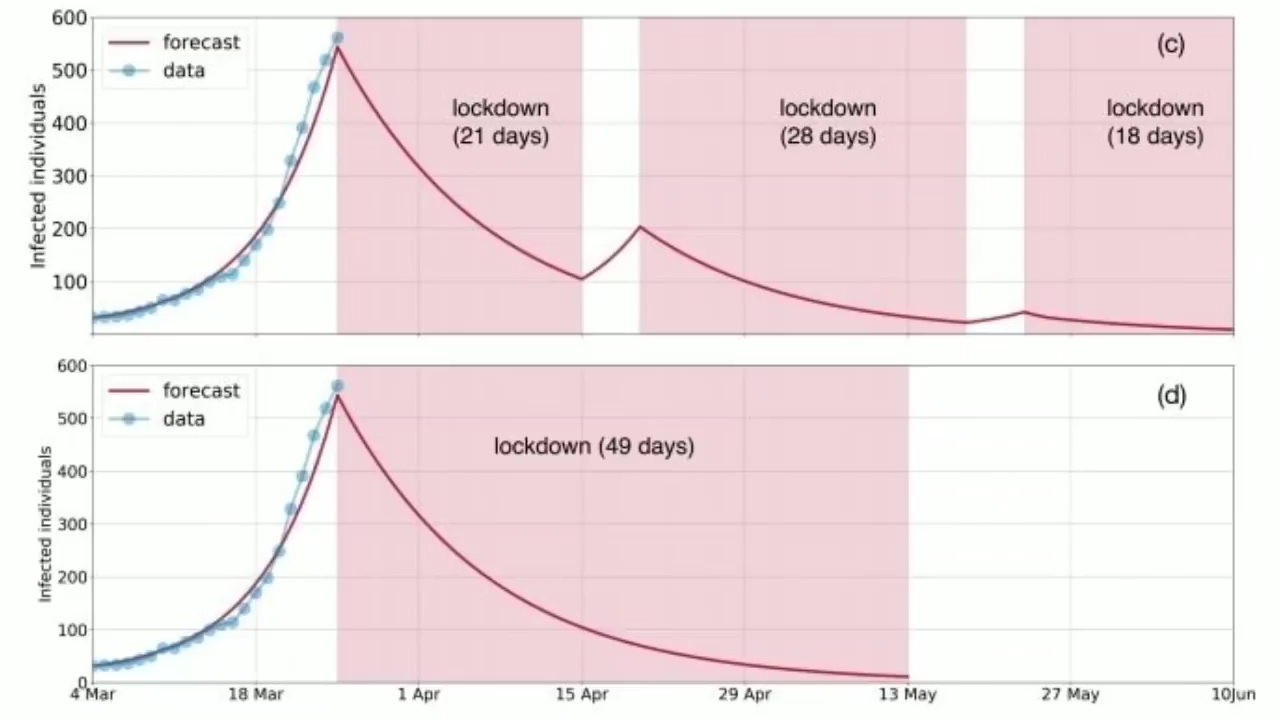 600
500
400
300
200
100
Infected individuals
forecast
data
lockdown
(21 days)
lockdown
(28 days)
lockdown
(18 days)
(c)
600
500
400
300
200
100
0
Infected individuals
forecast
data
lockdown (49 days)
(d)
4 Mar
18 Mar
1 Apr
15 Apr
29 Apr
13 May
27 May
10Jun